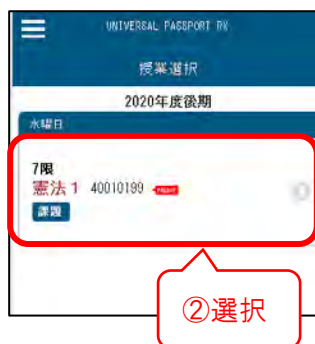 UNIVERSAL PASSPORT RX
授業選択
2020年度後期
水曜日
7限
憲法1 40010199
課題
②選択